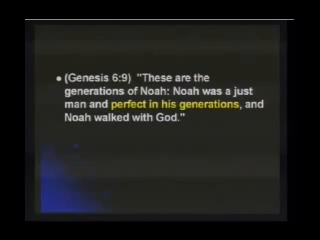 • (Genesis 6:9) "These are the
generations of Noah: Noah was a just
man and perfect in his generations, and
Noah walked with God."